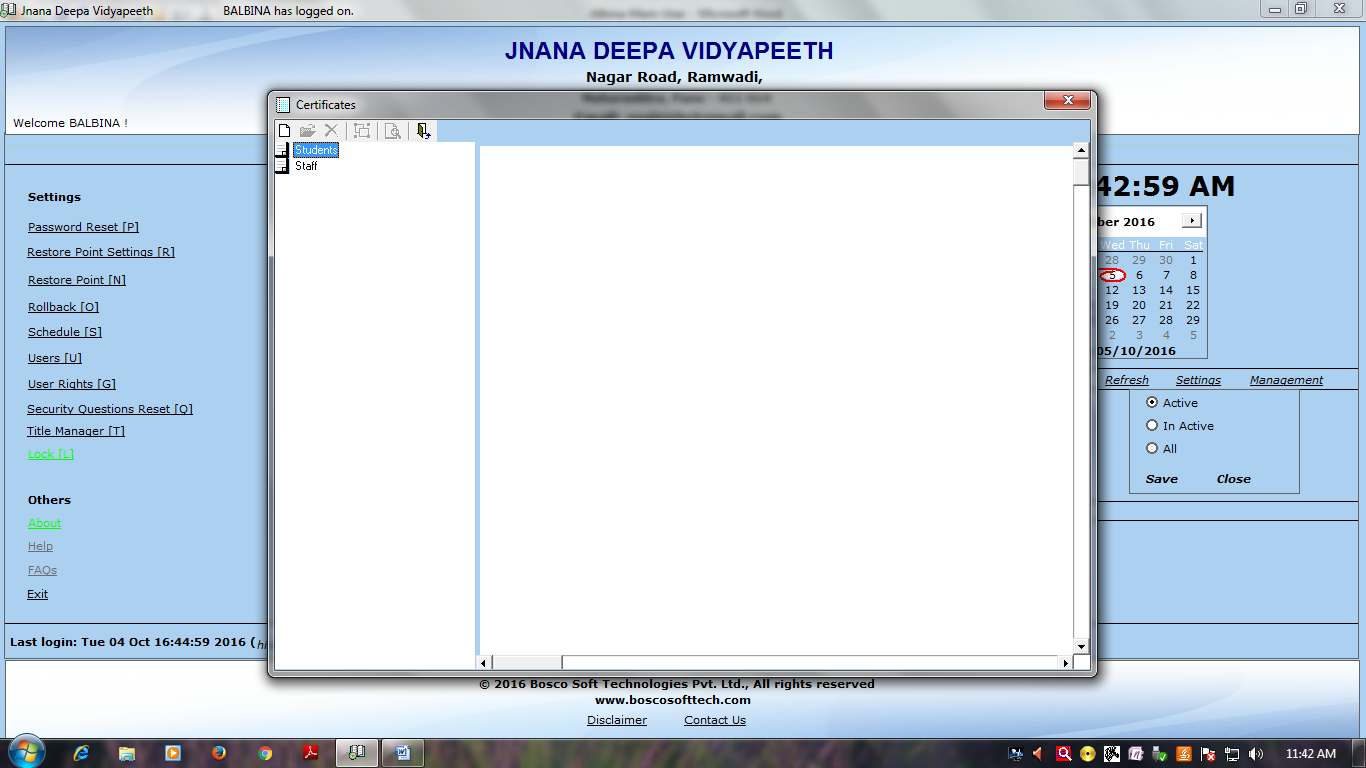 Jnana Deepa Vidyapeeth BALBINA has logged on.
JNANA DEEPA VIDYAPEETH
Nagar Road, Ramwadi,
Welcome BALBINA !
Certificates
Students
Staff
Settings
Password Reset [P]
Restore Point Settings [R]
Restore Point [N]
Rollback [O]
Schedule [S]
Users [U]
User Rights [G]
Security Questions Reset [Q]
Title Manager [T]
Lock [L]
Others
About
Help
FAQs
Exit
42:59 AM
ber 2016
Wed Thu Fri Sat
28 29 30 1
5 6 7 8
12 13 14 15
19 20 21 22
26 27 28 29
2 3 4 5
05/10/2016
Refresh Settings Management
Active
In Active
All
Save Close
Last login: Tue 04 Oct 16:44:59 2016 (hi
© 2016 Bosco Soft Technologies Pvt. Ltd., All rights reserved
www.boscosofttech.com
Disclaimer Contact Us
11:42 AM